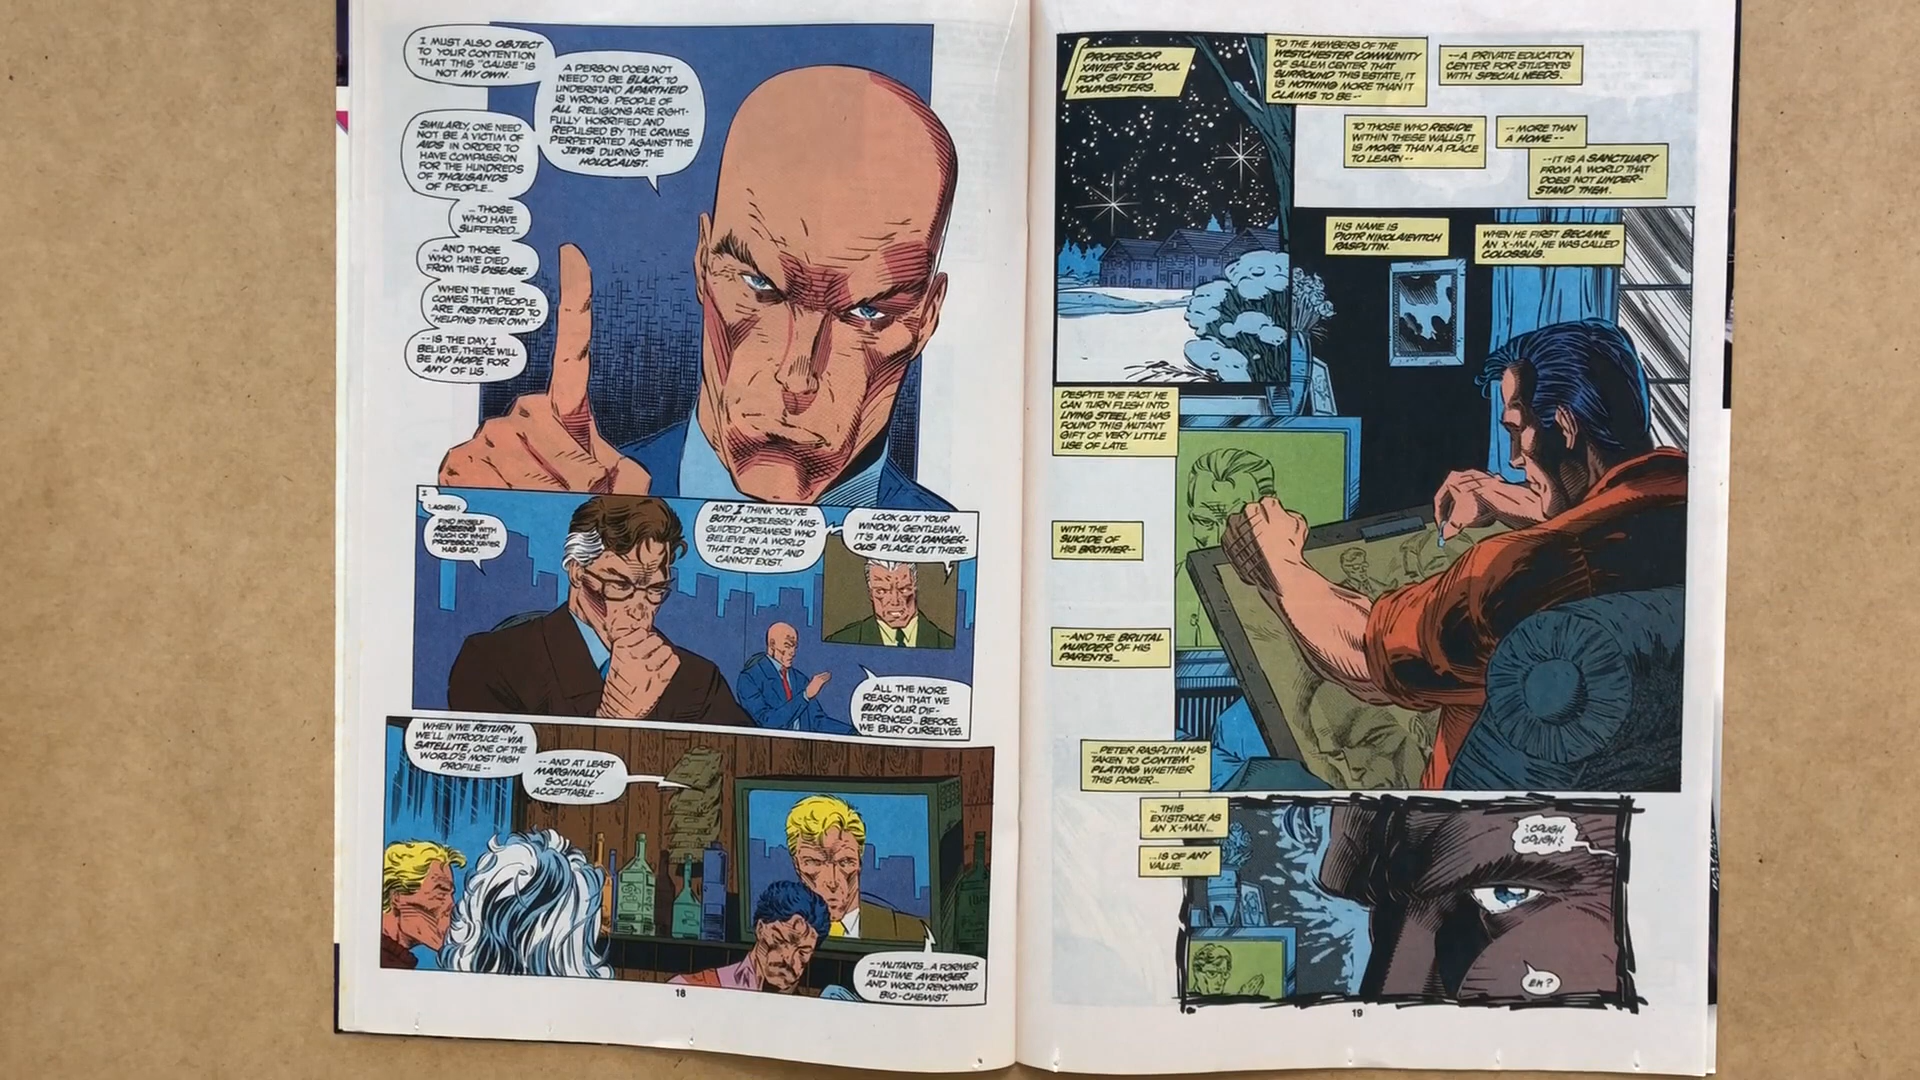 I MUST ALSO OBJECT
TO YOUR CONTENTION
THAT THIS "CAUSE" IS
NOT MY OWN.
A PERSON DOES NOT
NEED TO BE BLACK TO
UNDERSTAND APARTHEID
IS WRONG. PEOPLE OF
ALL RELIGIONS ARE RIGHT-
FULLY HORRIFIED AND
REPULSED BY THE CRIMES
PERPETRATED AGAINST THE
JEWS DURING THE
HOLOCAUST.
SIMILARLY, ONE NEED
NOT BE A VICTIM OF
AIDS IN ORDER TO
HAVE COMPASSION
FOR THE HUNDREDS
OF THOUSANDS
OF PEOPLE...
...THOSE
WHO HAVE
SUFFERED...
...AND THOSE
WHO HAVE DIED
FROM THIS DISEASE.
WHEN THE TIME
COMES THAT PEOPLE
ARE RESTRICTED TO
"HELPING THEIR OWN"--
--IS THE DAY, I
BELIEVE, THERE WILL
BE NO HOPE FOR
ANY OF US.
I
:AHEM:
FIND MYSELF
AGREEING WITH
MUCH OF WHAT
PROFESSOR XAVIER
HAS SAID.
AND I THINK YOU'RE
BOTH HOPELESSLY MIS-
GUIDED DREAMERS WHO
BELIEVE IN A WORLD
THAT DOES NOT AND
CANNOT EXIST.
LOOK OUT YOUR
WINDOW, GENTLEMAN,
IT'S AN UGLY, DANGER-
OUS PLACE OUT THERE.
ALL THE MORE
REASON THAT WE
BURY OUR DIF-
FERENCES...BEFORE
WE BURY OURSELVES.
WHEN WE RETURN,
WE'LL INTRODUCE--VIA
SATELLITE, ONE OF THE
WORLD'S MOST HIGH
PROFILE--
--AND AT LEAST
MARGINALLY
SOCIALLY
ACCEPTABLE--
--MUTANTS...A FORMER
FULL-TIME AVENGER
AND WORLD RENOWNED
BIO-CHEMIST.
18
PROFESSOR
XAVIER'S SCHOOL
FOR GIFTED
YOUNGSTERS.
TO THE MEMBERS OF THE
WESTCHESTER COMMUNITY
OF SALEM CENTER THAT
SURROUND THIS ESTATE, IT
IS NOTHING MORE THAN IT
CLAIMS TO BE--
--A PRIVATE EDUCATION
CENTER FOR STUDENTS
WITH SPECIAL NEEDS.
TO THOSE WHO RESIDE
WITHIN THESE WALLS, IT
IS MORE THAN A PLACE
TO LEARN--
--MORE THAN
A HOME--
--IT IS A SANCTUARY
FROM A WORLD THAT
DOES NOT UNDER-
STAND THEM.
HIS NAME IS
PIOTR NIKOLAIEVITCH
RASPUTIN.
WHEN HE FIRST BECAME
AN X-MAN, HE WAS CALLED
COLOSSUS.
DESPITE THE FACT HE
CAN TURN FLESH INTO
LIVING STEEL, HE HAS
FOUND THIS MUTANT
GIFT OF VERY LITTLE
USE OF LATE.
WITH THE
SUICIDE OF
HIS BROTHER--
--AND THE BRUTAL
MURDER OF HIS
PARENTS...
...PETER RASPUTIN HAS
TAKEN TO CONTEM-
PLATING WHETHER
THIS POWER...
...THIS
EXISTENCE AS
AN X-MAN...
...IS OF ANY
VALUE.
:COUGH
COUGH:
EH?
19